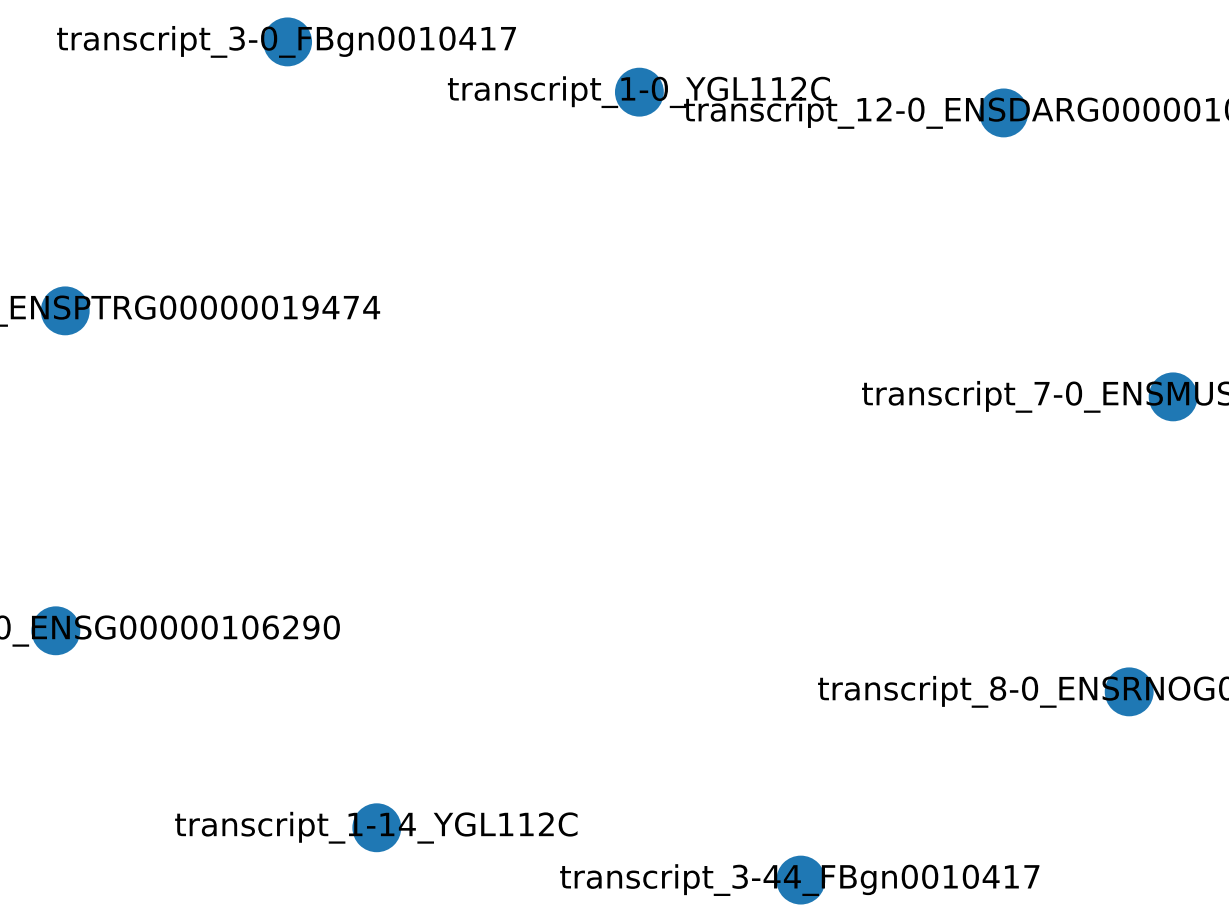 transcript_3-0_FBgn0010417
transcript_1-0_YGL112C
transcript_12-0_ENSDARG0000010
_ENSPTRG00000019474
transcript_7-0_ENSMUS
0_ENSG00000106290
transcript_8-0_ENSRNOG0
transcript_1-14_YGL112C
transcript_3-44_FBgn0010417